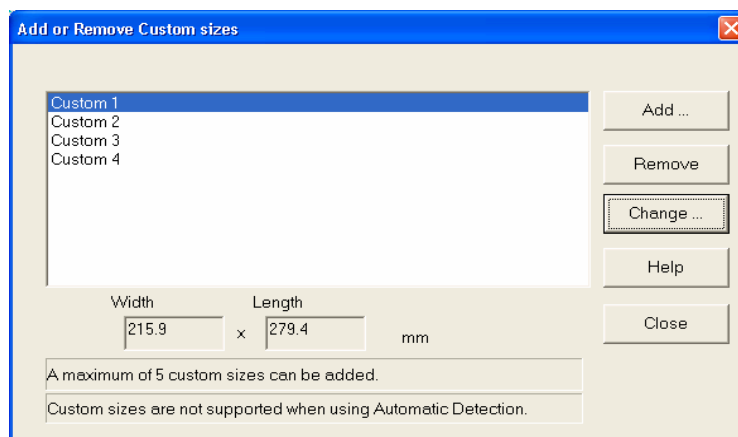 Add or Remove Custom sizes
Custom 1
Custom 2
Custom 3
Custom 4
Add ...
Remove
Change ...
Help
Close
Width Length
215.9 x 279.4 mm
A maximum of 5 custom sizes can be added.
Custom sizes are not supported when using Automatic Detection.